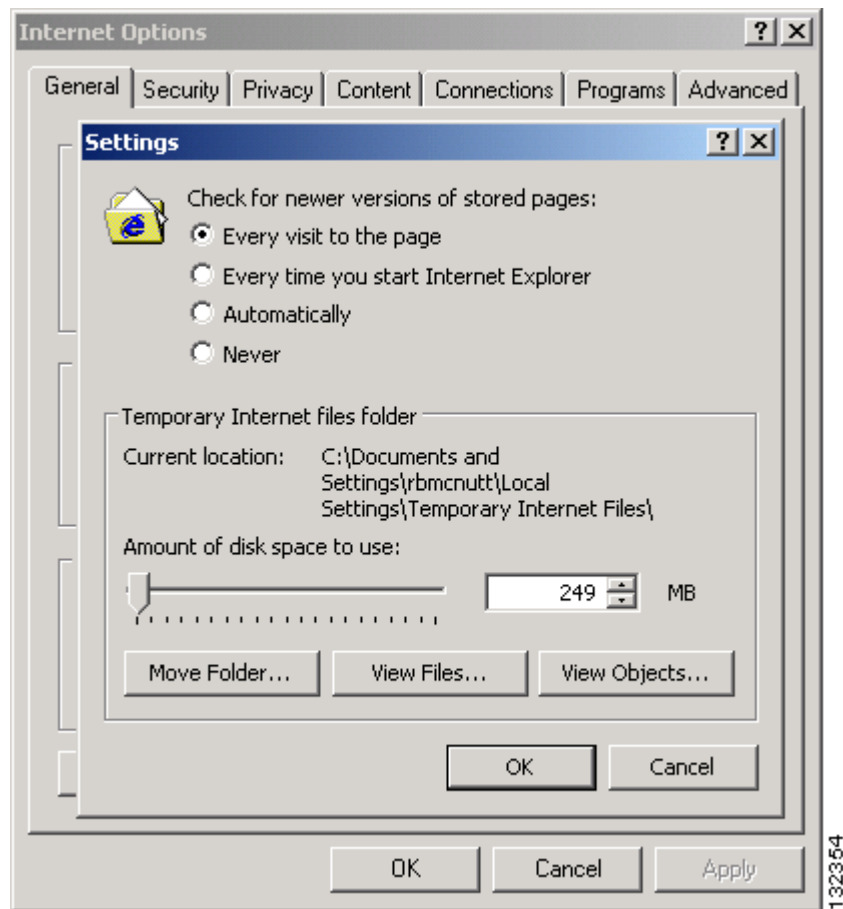 Internet Options
General Security Privacy Content Connections Programs Advanced
Settings
Check for newer versions of stored pages:
Every visit to the page
Every time you start Internet Explorer
Automatically
Never
Temporary Internet files folder
Current location: C:\Documents and
Settings\rbmcnutt\Local
Settings\Temporary Internet Files\
Amount of disk space to use:
249 MB
Move Folder... View Files... View Objects...
OK Cancel
OK Cancel Apply
132354